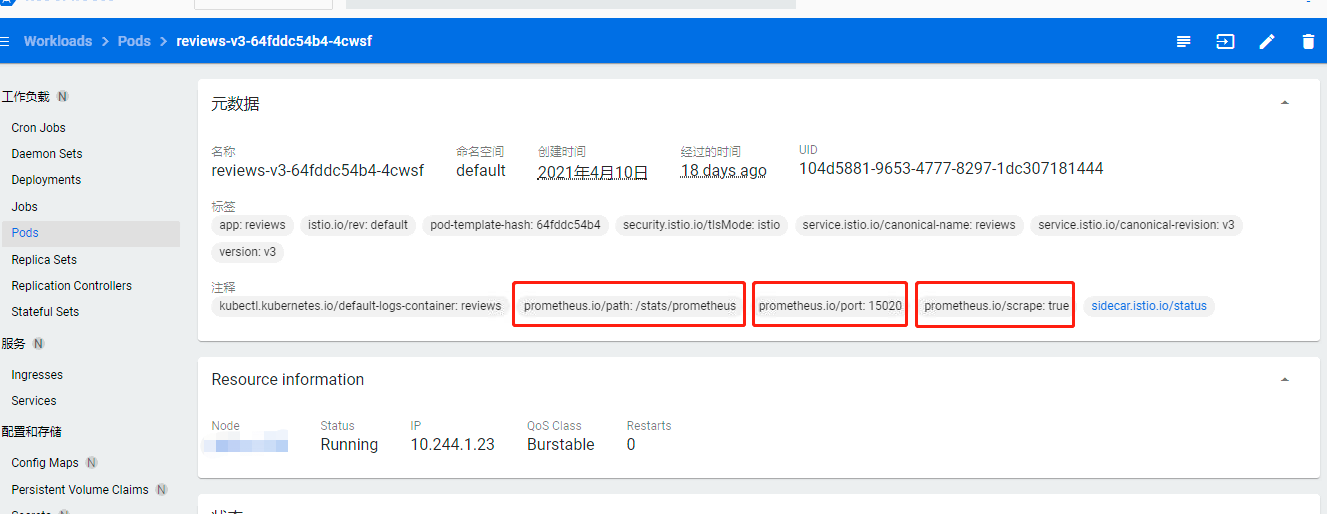 Workloads > Pods > reviews-v3-64fddc54b4-4cwsf
工作负载 N
Cron Jobs
Daemon Sets
Deployments
Jobs
Pods
Replica Sets
Replication Controllers
Stateful Sets
服务 N
Ingresses
Services
配置和存储
Config Maps N
Persistent Volume Claims N
元数据
名称 命名空间 创建时间 经过的时间 UID
reviews-v3-64fddc54b4-4cwsf default 2021年4月10日 18 days ago 104d5881-9653-4777-8297-1dc307181444
标签
app: reviews istio.io/rev: default pod-template-hash: 64fddc54b4 security.istio.io/tlsMode: istio service.istio.io/canonical-name: reviews service.istio.io/canonical-revision: v3
version: v3
注释
kubectl.kubernetes.io/default-logs-container: reviews prometheus.io/path: /stats/prometheus prometheus.io/port: 15020 prometheus.io/scrape: true sidecar.istio.io/status
Resource information
Node Status IP QoS Class Restarts
Running 10.244.1.23 Burstable 0